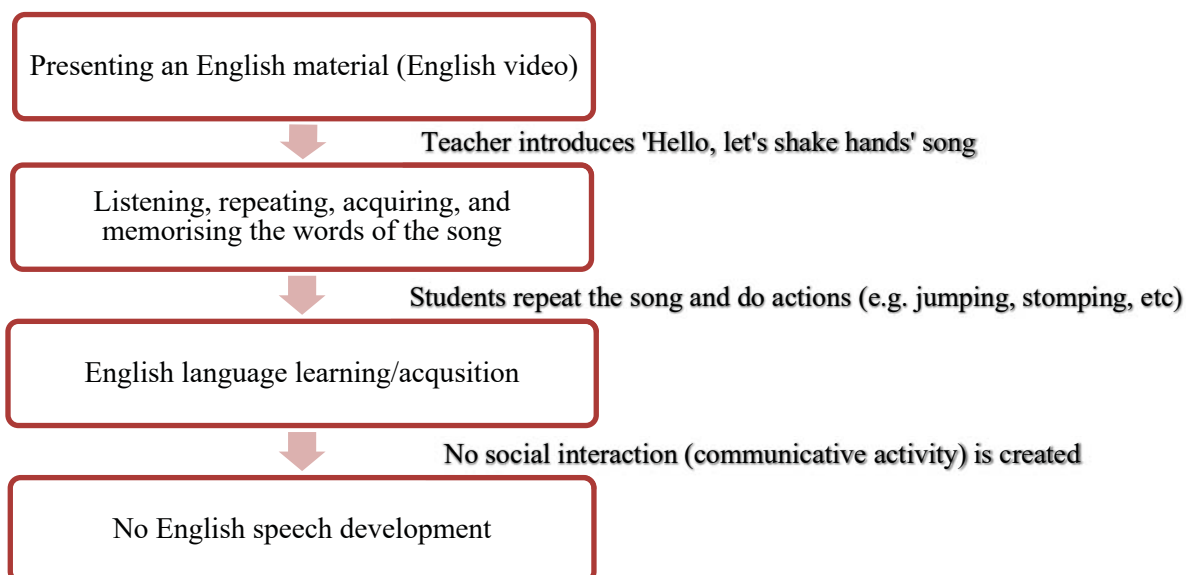 Presenting an English material (English video)
Teacher introduces 'Hello, let's shake hands' song
Listening, repeating, acquiring, and
memorising the words of the song
Students repeat the song and do actions (e.g. jumping, stomping, etc)
English language learning/acqusition
No social interaction (communicative activity) is created
No English speech development